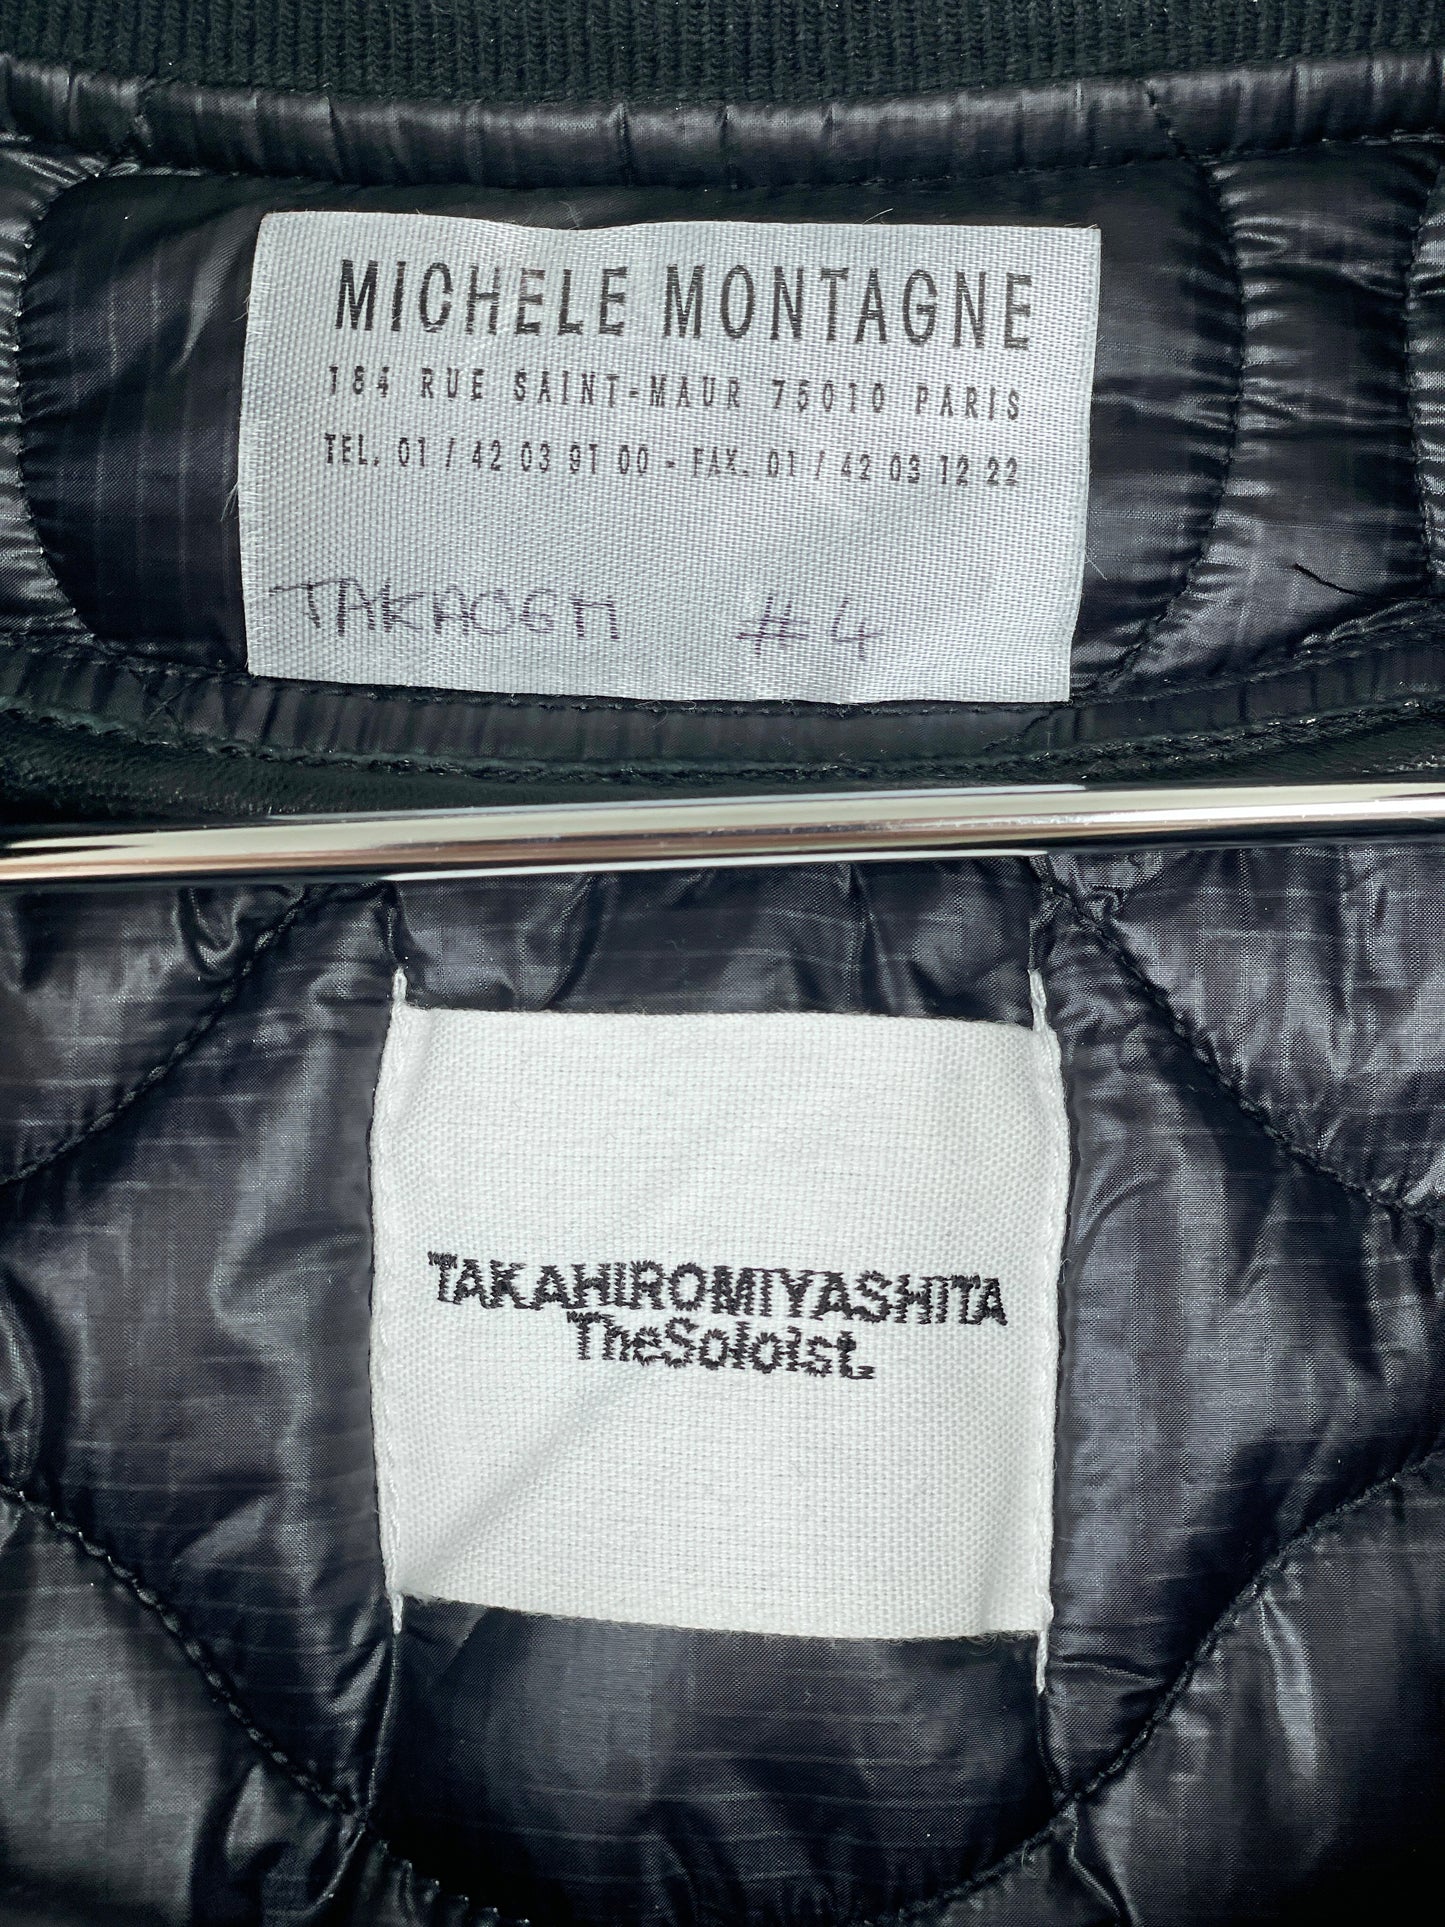 MICHELE MONTAGNE
184 RUE SAINT-MAUR 75010 PARIS
TEL. 01 / 42 03 91 00 - FAX. 01 / 42 03 12 22
TAKAOGM #4
TAKAHIROMIYASHITA
TheSoloist.